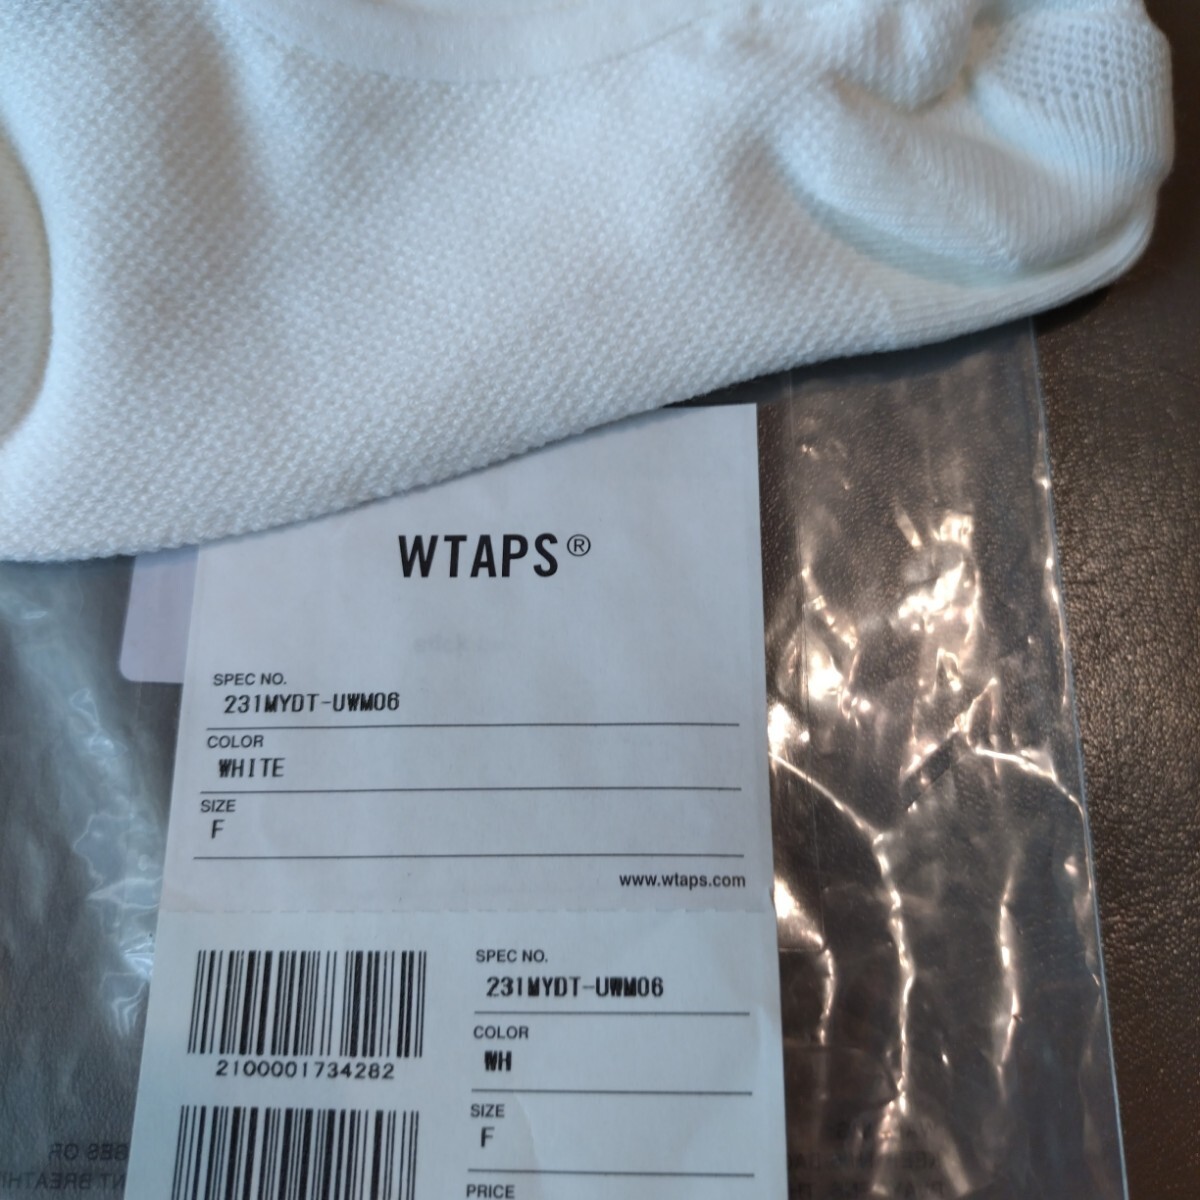 WTAPS®
SPEC NO.
231MYDT-UWM06
COLOR
WHITE
SIZE
F
www.wtaps.com
2100001734282
SPEC NO.
231MYDT-UWM06
COLOR
WH
SIZE
F
PRICE